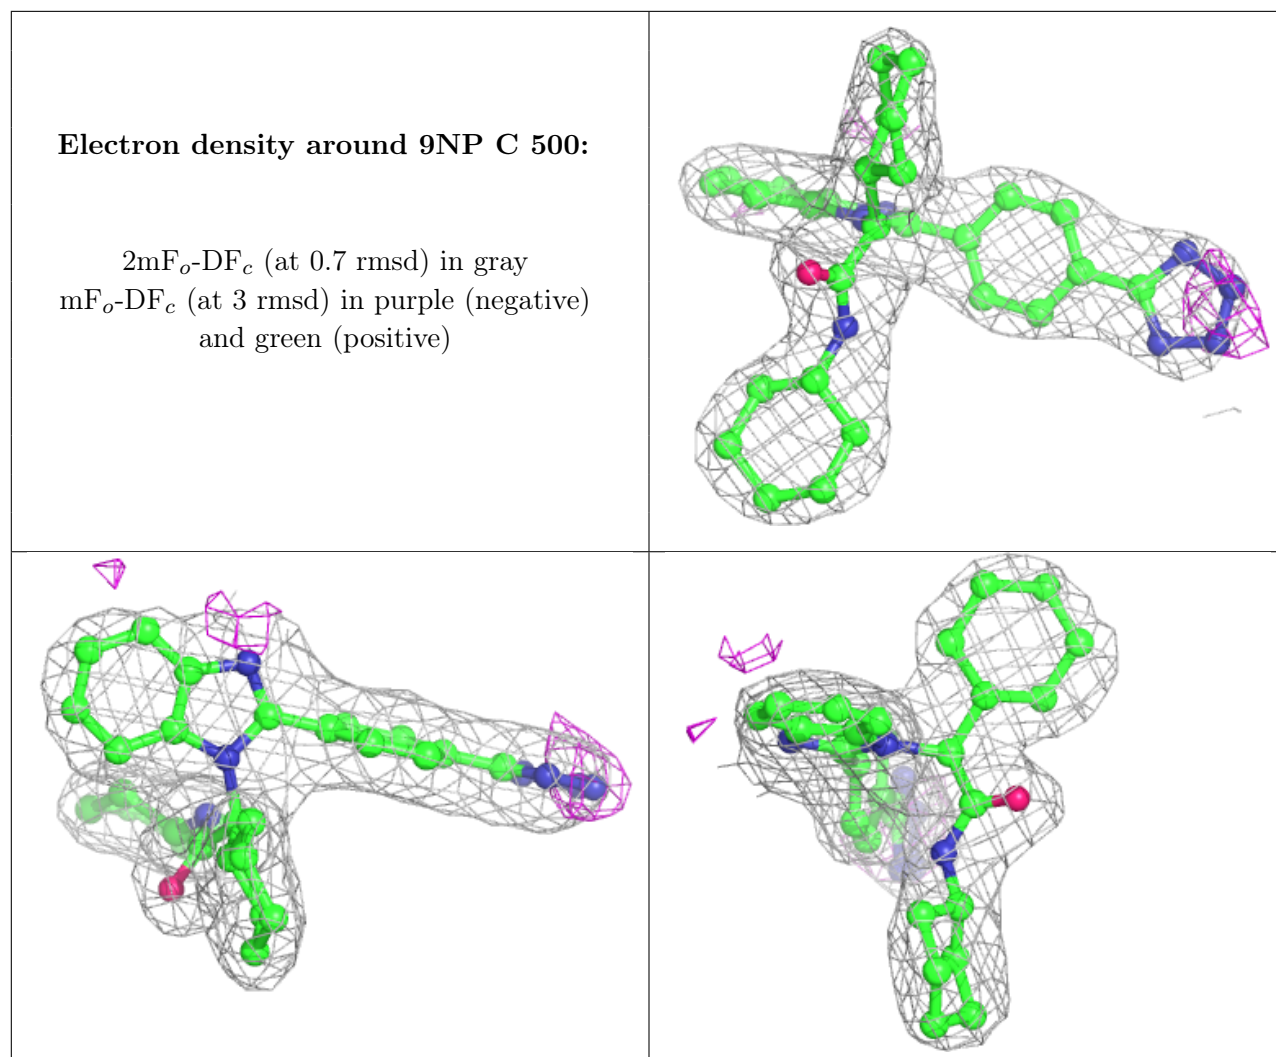 Electron density around 9NP C 500:
2mFo-DFc (at 0.7 rmsd) in gray
mFo-DFc (at 3 rmsd) in purple (negative)
and green (positive)